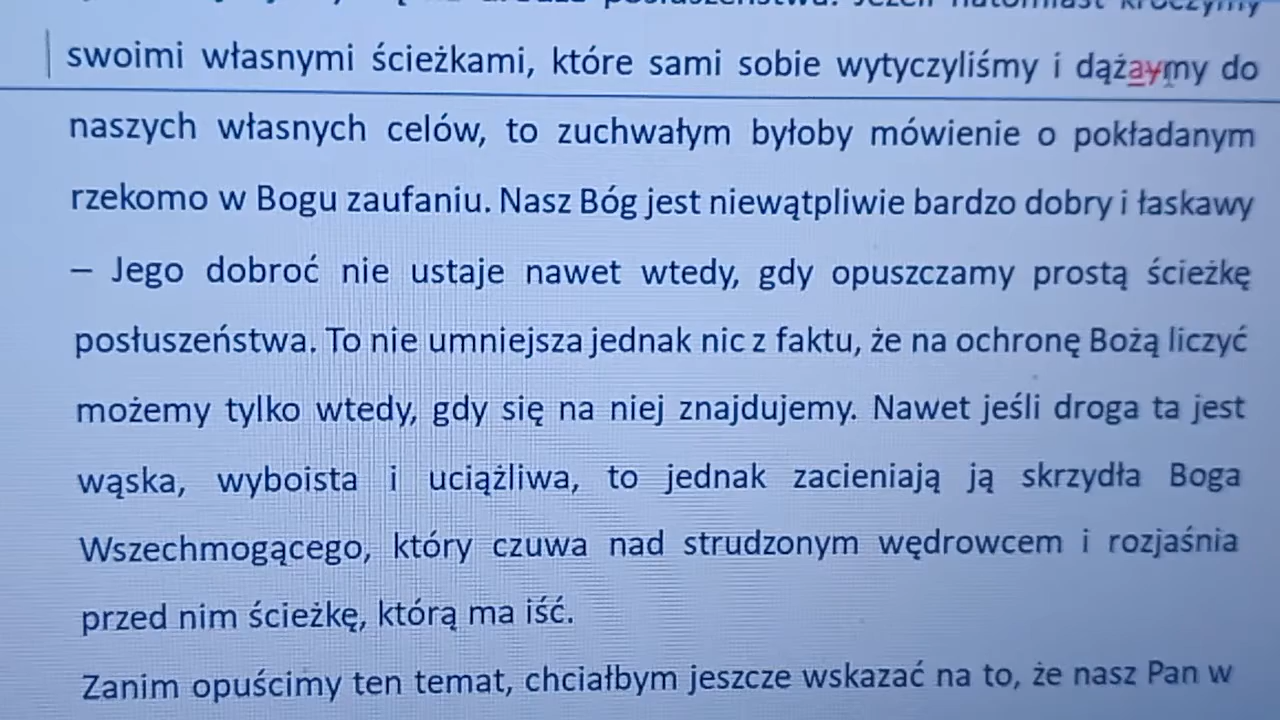 posłuszeństwa. Jeżeli natomiast kroczymy
swoimi własnymi ścieżkami, które sami sobie wytyczyliśmy i dążaymy do
naszych własnych celów, to zuchwałym byłoby mówienie o pokładanym
rzekomo w Bogu zaufaniu. Nasz Bóg jest niewątpliwie bardzo dobry i łaskawy
– Jego dobroć nie ustaje nawet wtedy, gdy opuszczamy prostą ścieżkę
posłuszeństwa. To nie umniejsza jednak nic z faktu, że na ochronę Bożą liczyć
możemy tylko wtedy, gdy się na niej znajdujemy. Nawet jeśli droga ta jest
wąska, wyboista i uciążliwa, to jednak zacieniają ją skrzydła Boga
Wszechmogącego, który czuwa nad strudzonym wędrowcem i rozjaśnia
przed nim ścieżkę, którą ma iść.
Zanim opuścimy ten temat, chciałbym jeszcze wskazać na to, że nasz Pan w